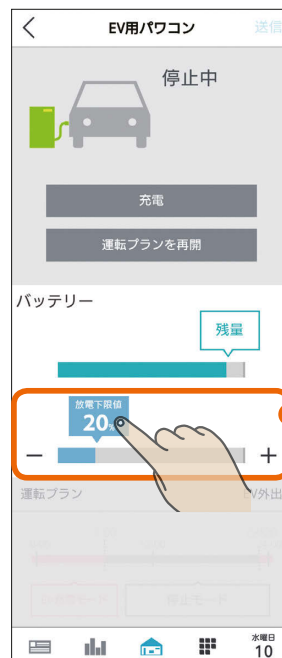 EV用パワコン 送信
停止中
充電
運転プランを再開
バッテリー
残量
放電下限値
20%
− +
運転プラン EV外出
停止モード
水曜日
10